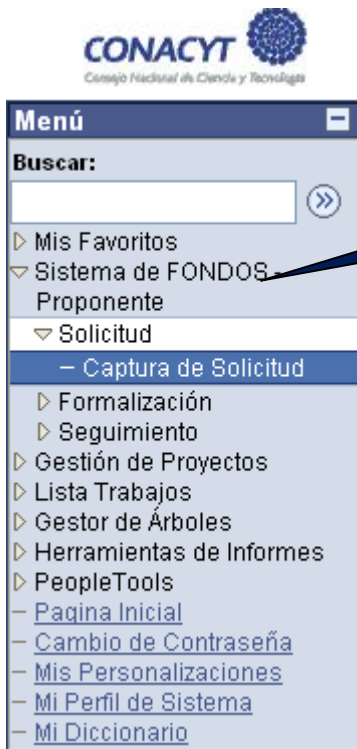 CONACYT
Consejo Nacional de Ciencia y Tecnología
Menú
Buscar:
Mis Favoritos
Sistema de FONDOS -
Proponente
Solicitud
– Captura de Solicitud
Formalización
Seguimiento
Gestión de Proyectos
Lista Trabajos
Gestor de Árboles
Herramientas de Informes
PeopleTools
– Pagina Inicial
– Cambio de Contraseña
– Mis Personalizaciones
– Mi Perfil de Sistema
– Mi Diccionario